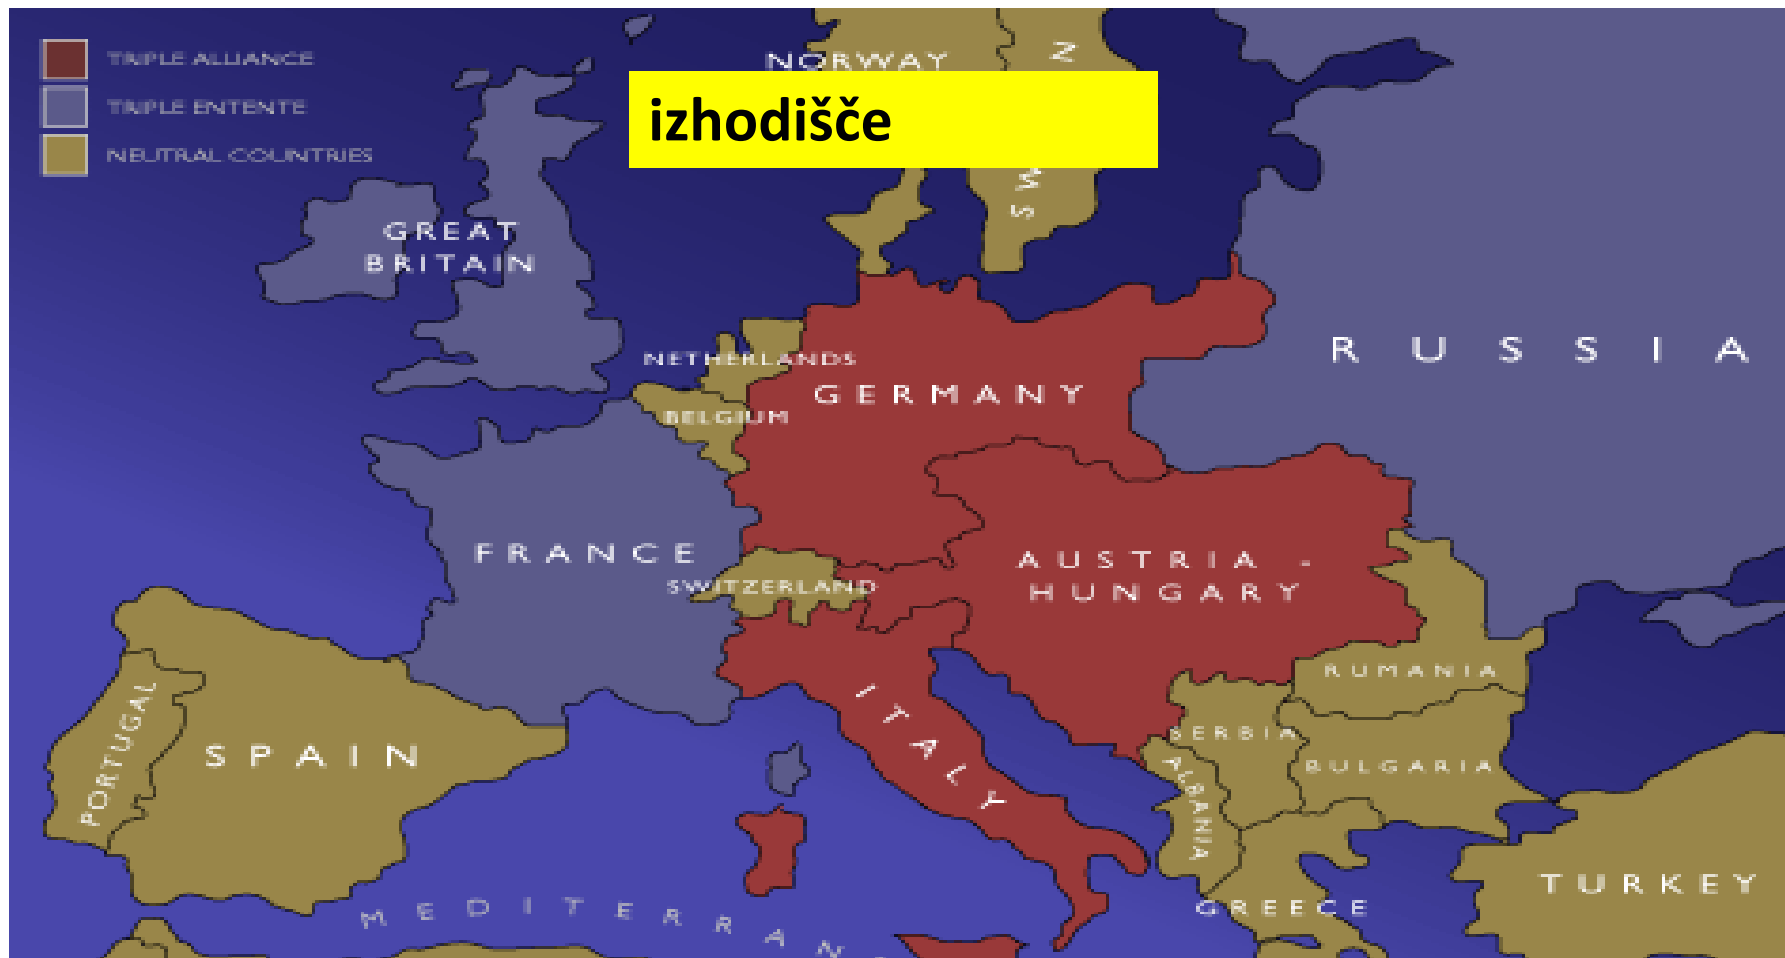 TRIPLE ALLIANCE
TRIPLE ENTENTE
NEUTRAL COUNTRIES
NORWAY
izhodišče
GREAT
BRITAIN
NETHERLANDS
BELGIUM
GERMANY
RUSSIA
FRANCE
SWITZERLAND
AUSTRIA -
HUNGARY
ITALY
RUMANIA
SERBIA
BULGARIA
ALBANIA
PORTUGAL
SPAIN
TURKEY
GREECE
MEDITERRAN